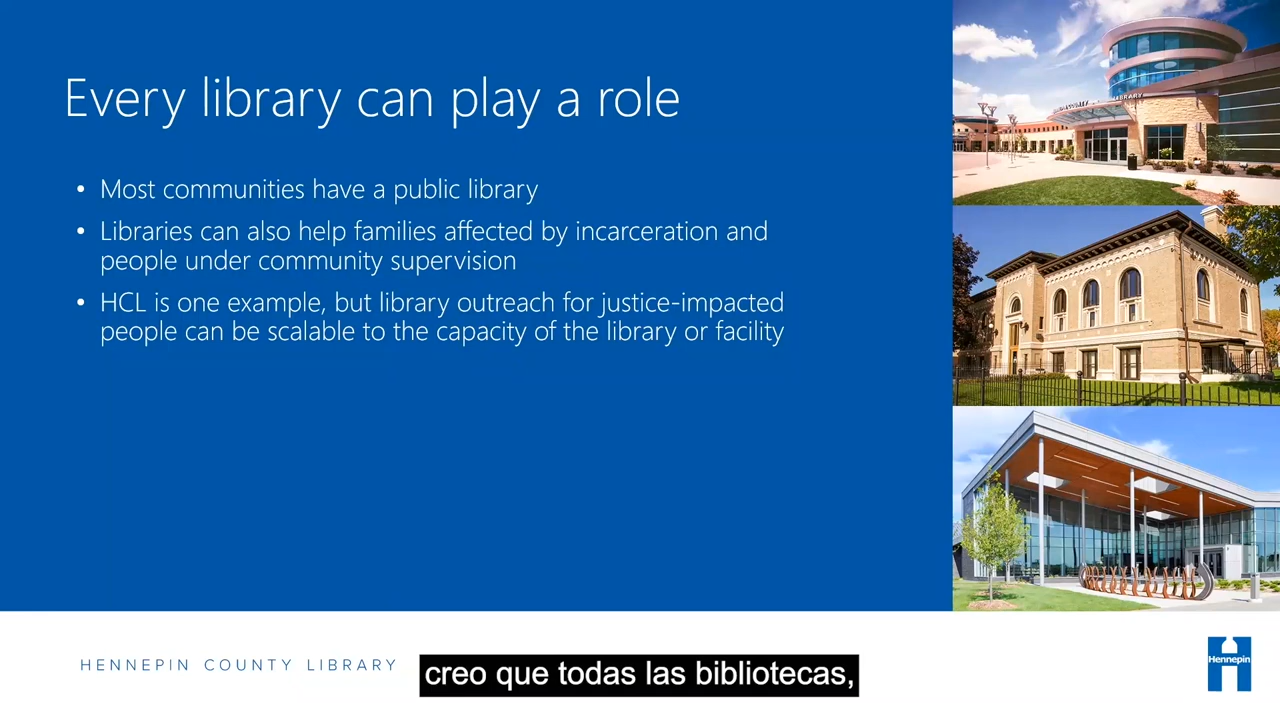 Every library can play a role
• Most communities have a public library
• Libraries can also help families affected by incarceration and
people under community supervision
• HCL is one example, but library outreach for justice-impacted
people can be scalable to the capacity of the library or facility
COUNTY LIBRARY
HENNEPIN COUNTY LIBRARY
creo que todas las bibliotecas,
Hennepin